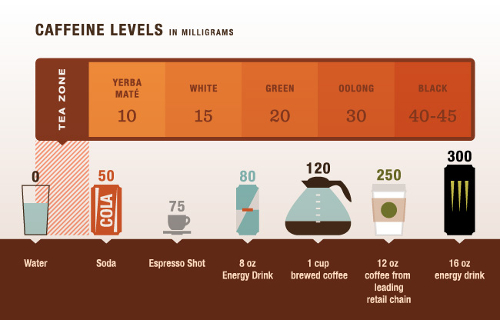 CAFFEINE LEVELS IN MILLIGRAMS
TEA ZONE
YERBA
MATÉ
10
WHITE
15
GREEN
20
OOLONG
30
BLACK
40-45
0
50
75
80
120
250
300
COLA
Water
Soda
Espresso Shot
8 oz
Energy Drink
1 cup
brewed coffee
12 oz
coffee from
leading
retail chain
16 oz
energy drink